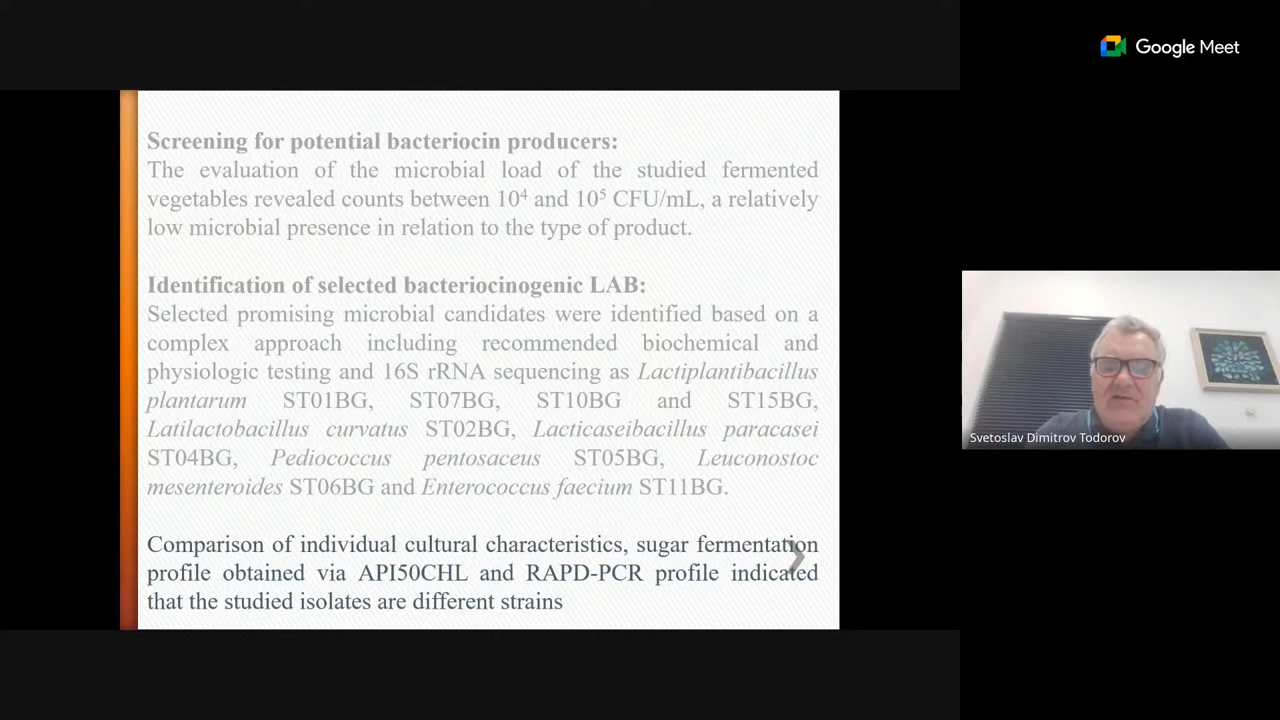 Google Meet
Screening for potential bacteriocin producers:
The evaluation of the microbial load of the studied fermented
vegetables revealed counts between 10⁴ and 10⁵ CFU/mL, a relatively
low microbial presence in relation to the type of product.
Identification of selected bacteriocinogenic LAB:
Selected promising microbial candidates were identified based on a
complex approach including recommended biochemical and
physiologic testing and 16S rRNA sequencing as Lactiplantibacillus
plantarum ST01BG, ST07BG, ST10BG and ST15BG,
Latilactobacillus curvatus ST02BG, Lacticaseibacillus paracasei
ST04BG, Pediococcus pentosaceus ST05BG, Leuconostoc
mesenteroides ST06BG and Enterococcus faecium ST11BG.
Comparison of individual cultural characteristics, sugar fermentation
profile obtained via API50CHL and RAPD-PCR profile indicated
that the studied isolates are different strains
Svetoslav Dimitrov Todorov